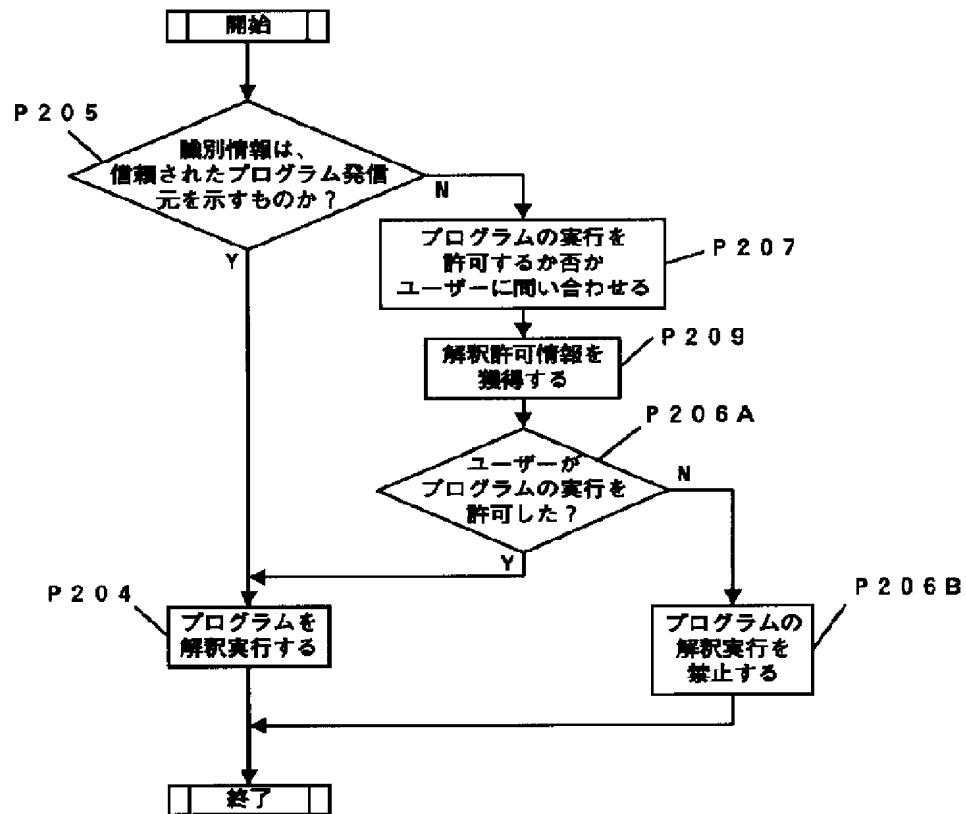 開始
P205
識別情報は、
信頼されたプログラム発信
元を示すものか?
N
Y
プログラムの実行を
許可するか否か
ユーザーに問い合わせる
P207
解釈許可情報を
獲得する
P209
P206A
ユーザーが
プログラムの実行を
許可した?
N
Y
P204
プログラムを
解釈実行する
P206B
プログラムの
解釈実行を
禁止する
終了